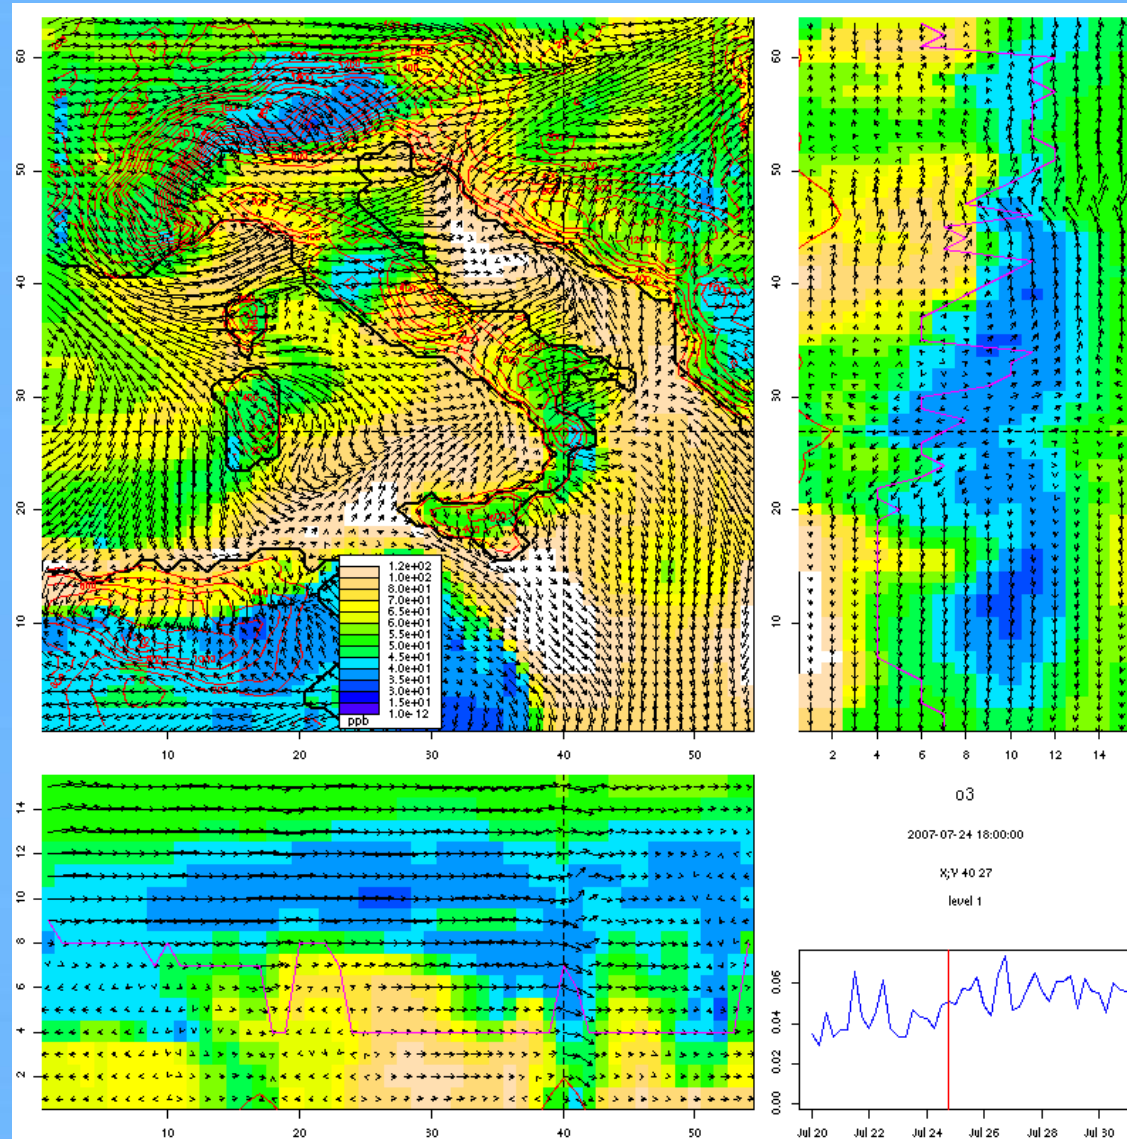 60
50
40
30
20
10
1.2e+02
1.0e+02
8.0e+01
7.0e+01
6.5e+01
6.0e+01
5.5e+01
5.0e+01
4.5e+01
4.0e+01
3.5e+01
3.0e+01
1.5e+01
1.0e-12
ppb
10 20 30 40 50
60
50
40
30
20
10
2 4 6 8 10 12 14
14
12
10
8
6
4
2
10 20 30 40 50
o3
2007-07-24 18:00:00
X;Y 40 27
level 1
0.06
0.04
0.02
0.00
Jul 20 Jul 22 Jul 24 Jul 26 Jul 28 Jul 30